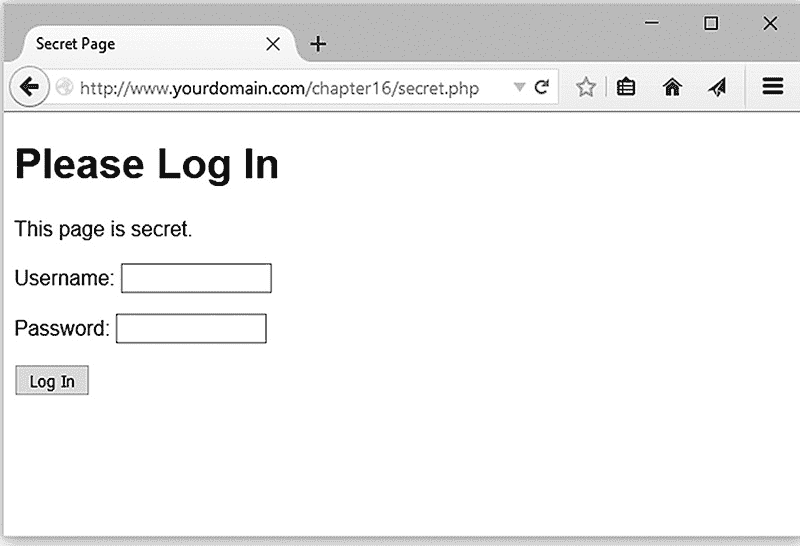 Secret Page
http://www.yourdomain.com/chapter16/secret.php
Please Log In
This page is secret.
Username:
Password:
Log In